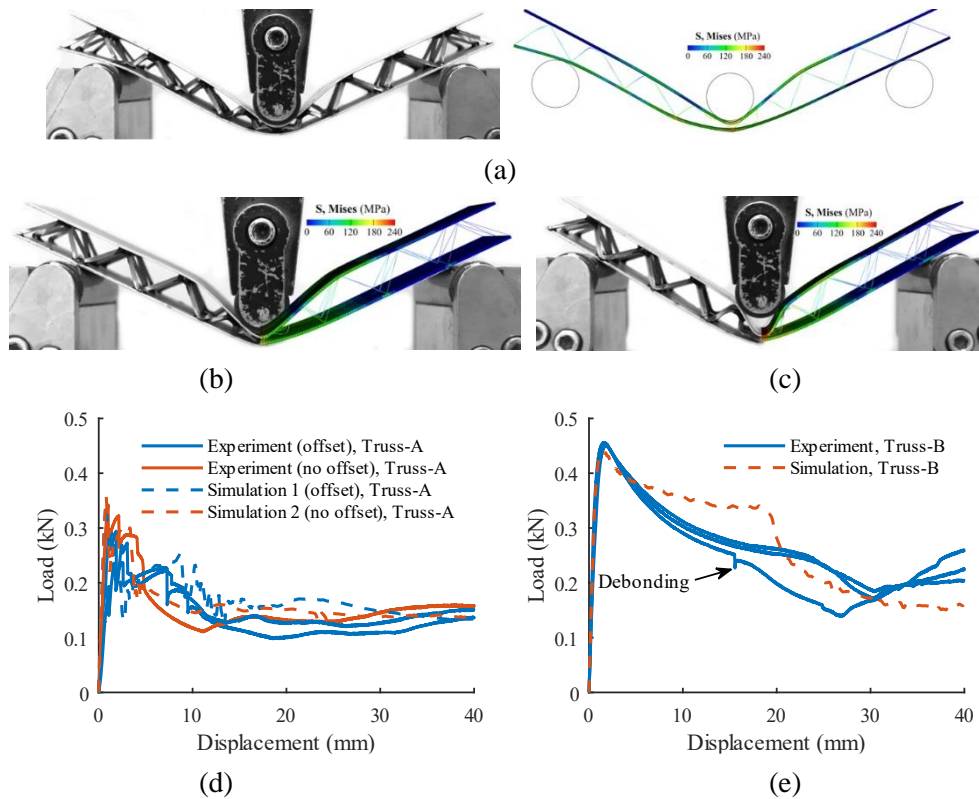 S, Mises (MPa)
0 60 120 180 240
(a)
S, Mises (MPa)
0 60 120 180 240
S, Mises (MPa)
0 60 120 180 240
(b)
(c)
0.5
0.4
0.3
0.2
0.1
0
Load (kN)
Experiment (offset), Truss-A
Experiment (no offset), Truss-A
Simulation 1 (offset), Truss-A
Simulation 2 (no offset), Truss-A
0 10 20 30 40
Displacement (mm)
(d)
0.5
0.4
0.3
0.2
0.1
0
Load (kN)
Experiment, Truss-B
Simulation, Truss-B
Debonding
0 10 20 30 40
Displacement (mm)
(e)